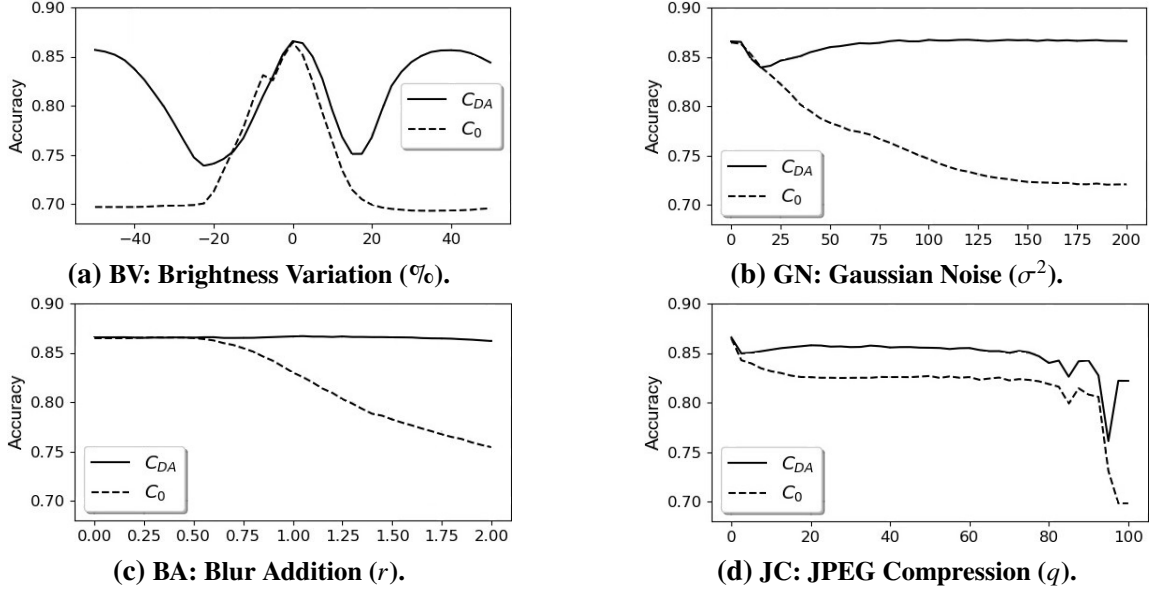 0.90
0.85
0.80
0.75
0.70
Accuracy
C_DA
C_0
−40 −20 0 20 40
(a) BV: Brightness Variation (%).
0.90
0.85
0.80
0.75
0.70
Accuracy
C_DA
C_0
0 25 50 75 100 125 150 175 200
(b) GN: Gaussian Noise (σ²).
0.90
0.85
0.80
0.75
0.70
Accuracy
C_DA
C_0
0.00 0.25 0.50 0.75 1.00 1.25 1.50 1.75 2.00
(c) BA: Blur Addition (r).
0.90
0.85
0.80
0.75
0.70
Accuracy
C_DA
C_0
0 20 40 60 80 100
(d) JC: JPEG Compression (q).